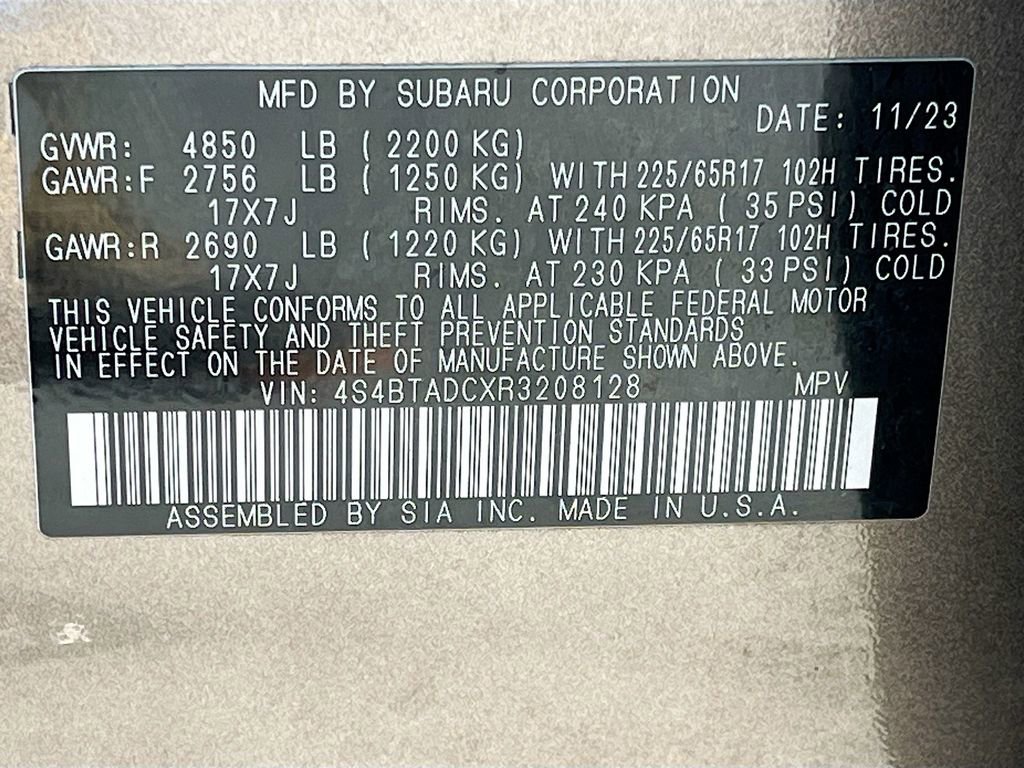 MFD BY SUBARU CORPORATION
DATE: 11/23
GVWR: 4850 LB ( 2200 KG)
GAWR:F 2756 LB ( 1250 KG) WITH 225/65R17 102H TIRES.
17X7J RIMS. AT 240 KPA ( 35 PSI) COLD
GAWR:R 2690 LB ( 1220 KG) WITH 225/65R17 102H TIRES.
17X7J RIMS. AT 230 KPA ( 33 PSI) COLD
THIS VEHICLE CONFORMS TO ALL APPLICABLE FEDERAL MOTOR
VEHICLE SAFETY AND THEFT PREVENTION STANDARDS
IN EFFECT ON THE DATE OF MANUFACTURE SHOWN ABOVE.
VIN: 4S4BTADCXR3208128 MPV
ASSEMBLED BY SIA INC. MADE IN U.S.A.